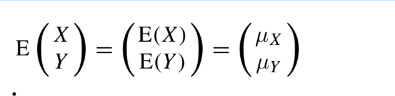 E(X Y) = (E(X) E(Y)) = (μX μY)
.